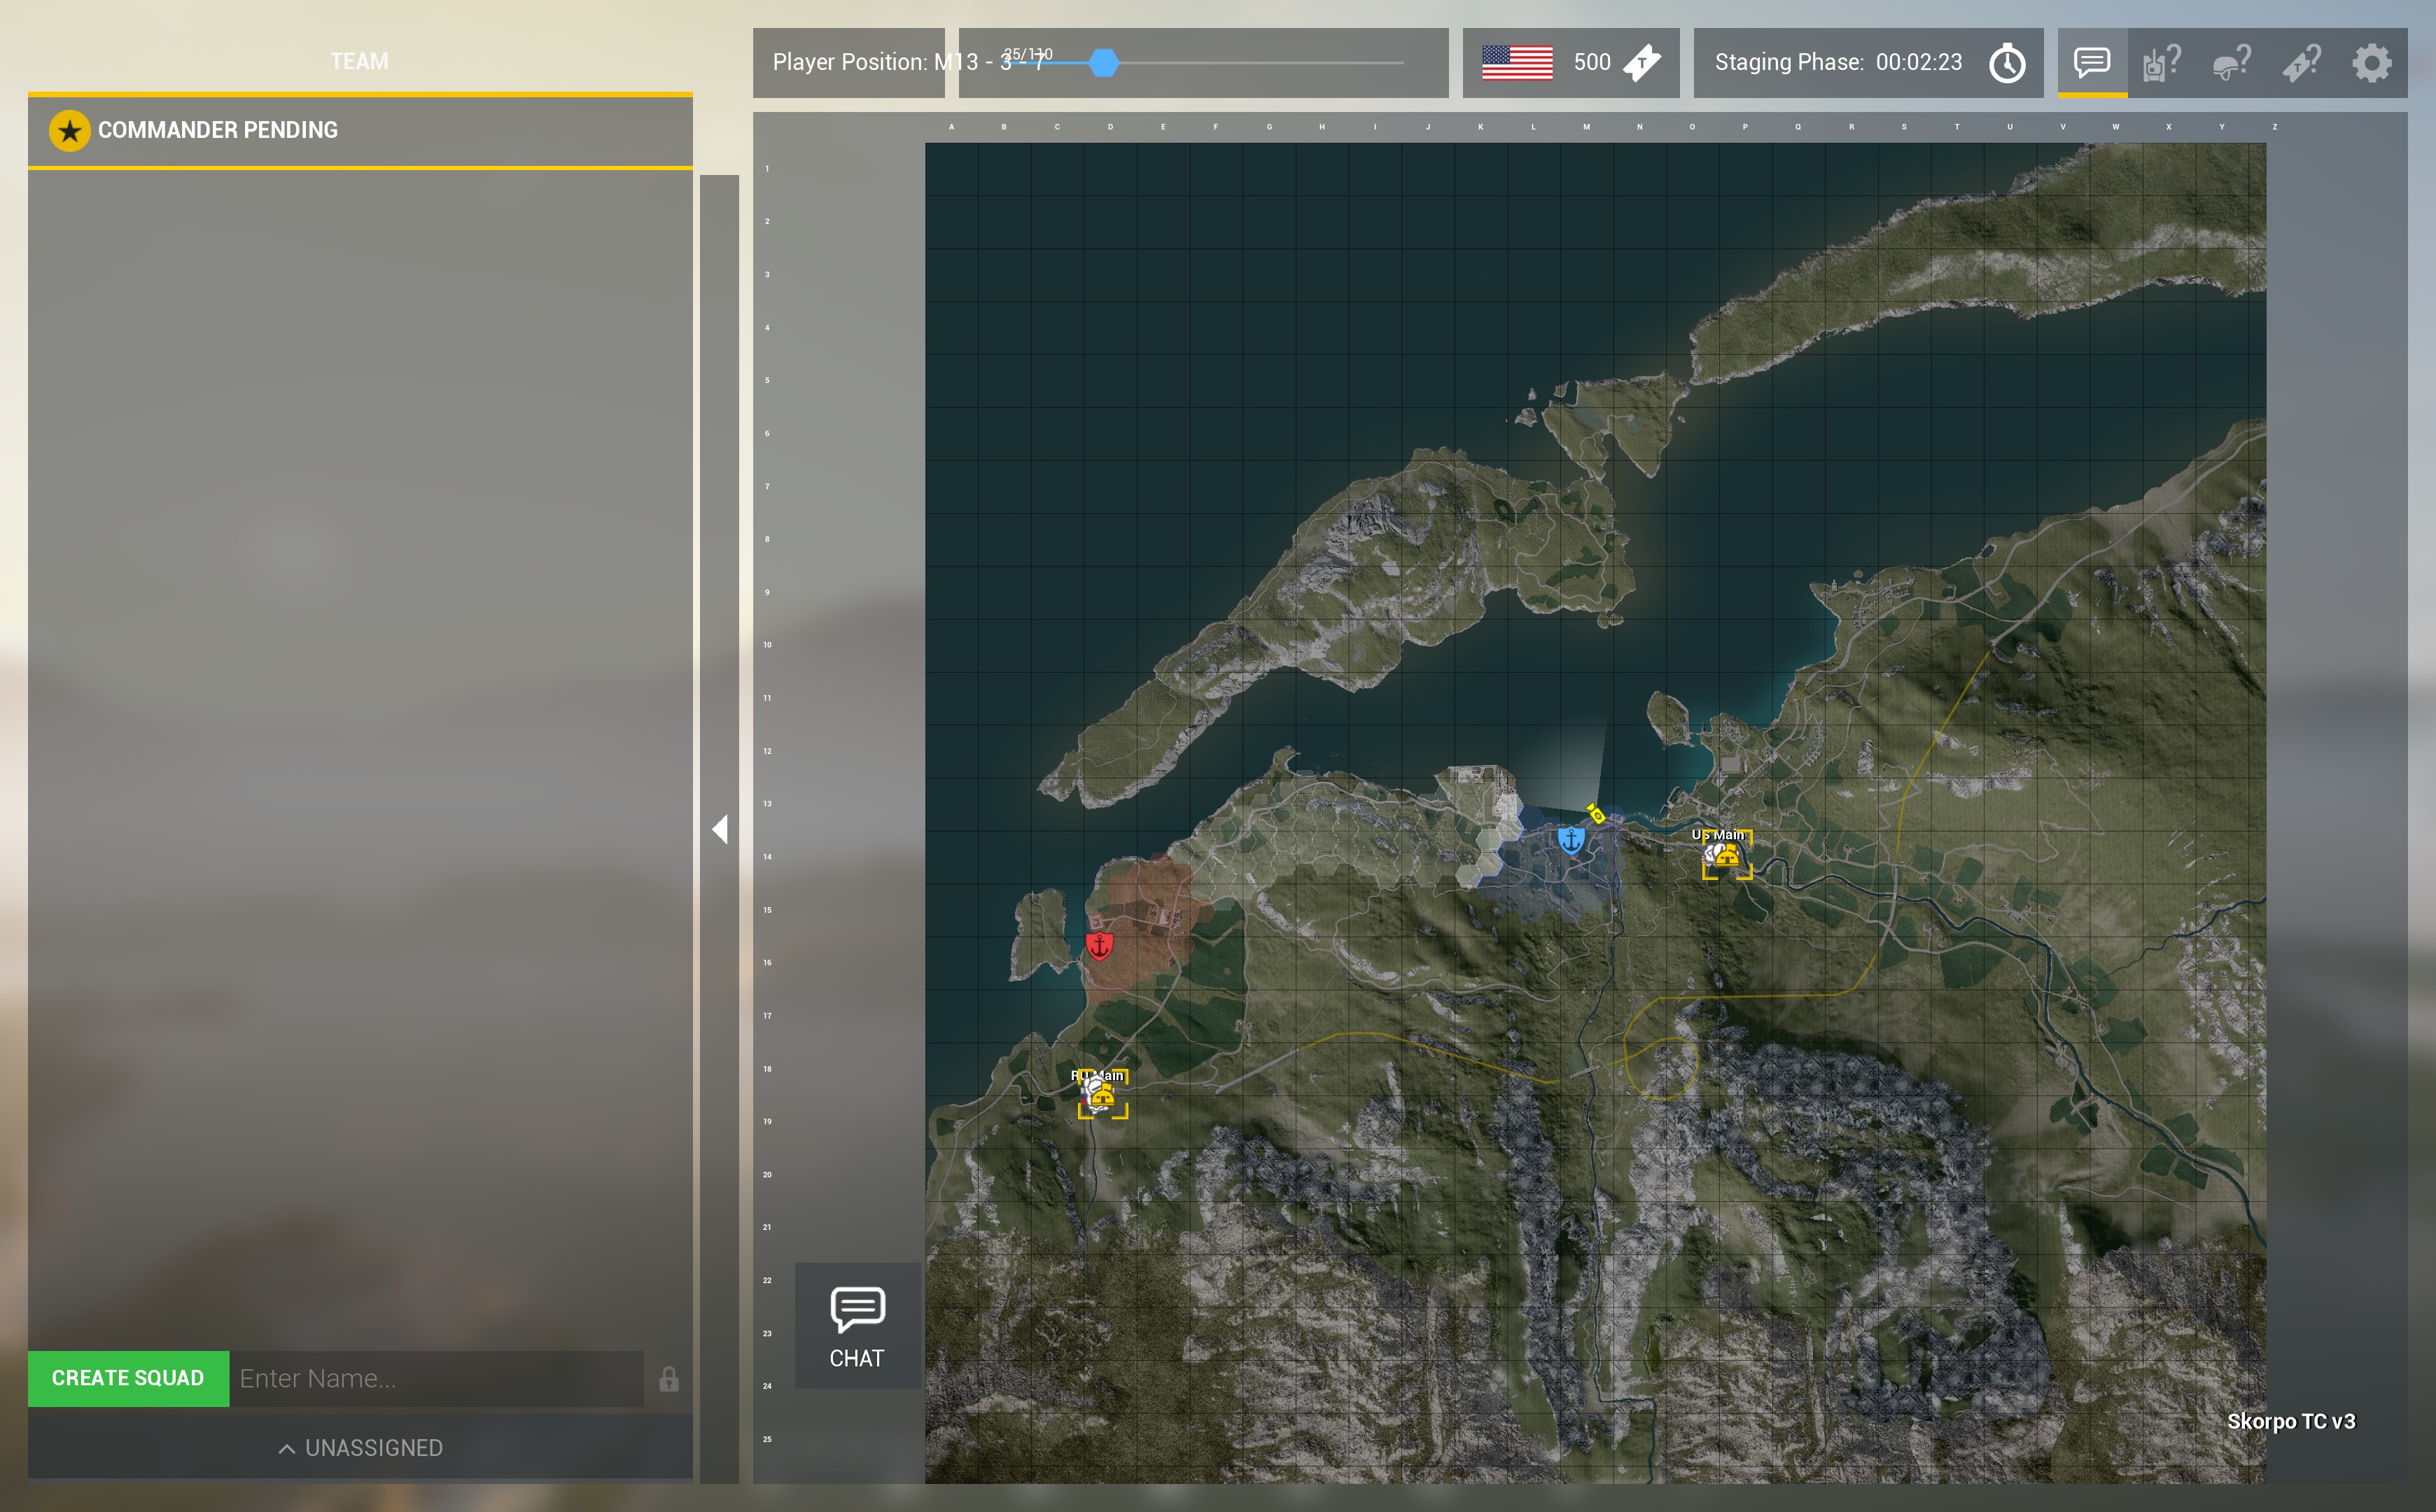 TEAM
Player Position: M13 - 3 - 7
25/110
500
Staging Phase: 00:02:23
COMMANDER PENDING
A B C D E F G H I J K L M N O P Q R S T U V W X Y Z
1
2
3
4
5
6
7
8
9
10
11
12
13
14
15
16
17
18
19
20
21
22
23
24
25
US Main
RU Main
CHAT
CREATE SQUAD Enter Name...
UNASSIGNED
Skorpo TC v3